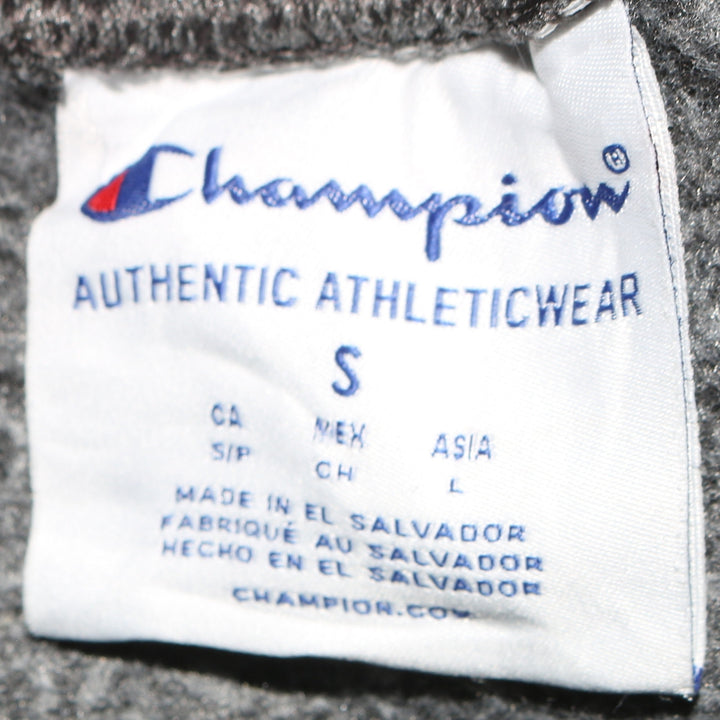 Champion®
AUTHENTIC ATHLETICWEAR
S
CA MEX ASIA
S/P CH L
MADE IN EL SALVADOR
FABRIQUÉ AU SALVADOR
HECHO EN EL SALVADOR
CHAMPION.COM